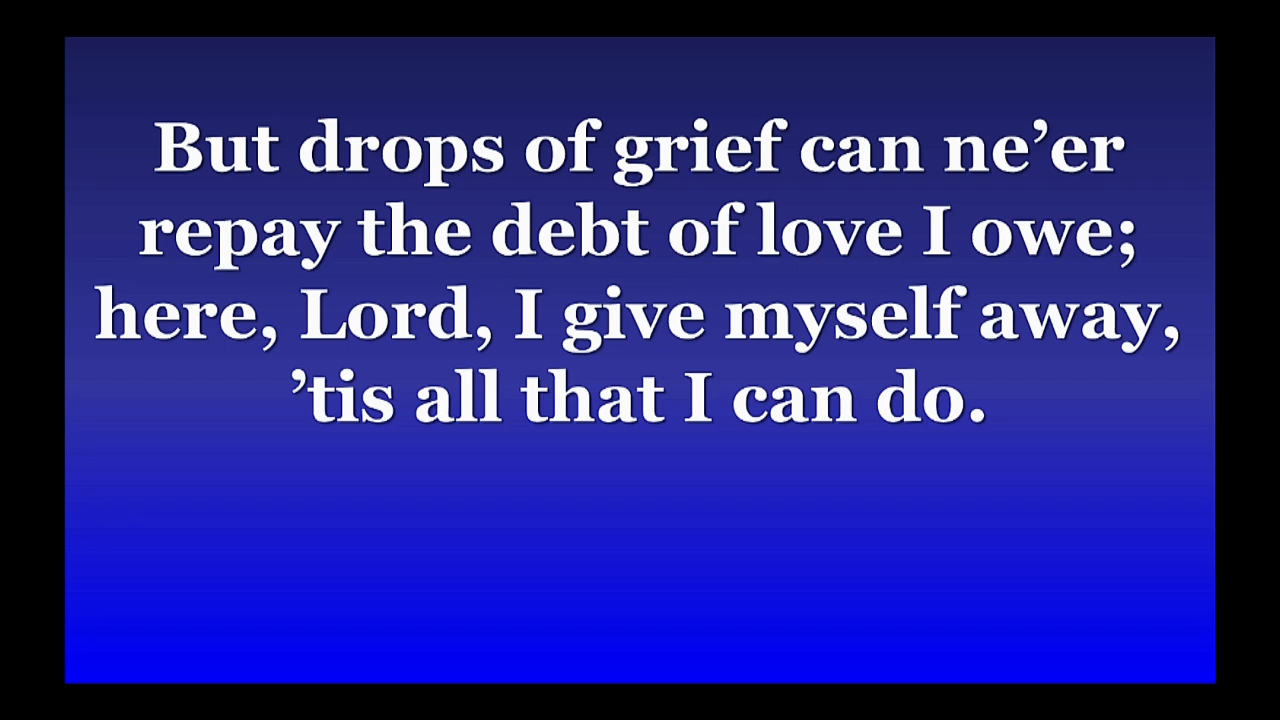 But drops of grief can ne’er
repay the debt of love I owe;
here, Lord, I give myself away,
’tis all that I can do.